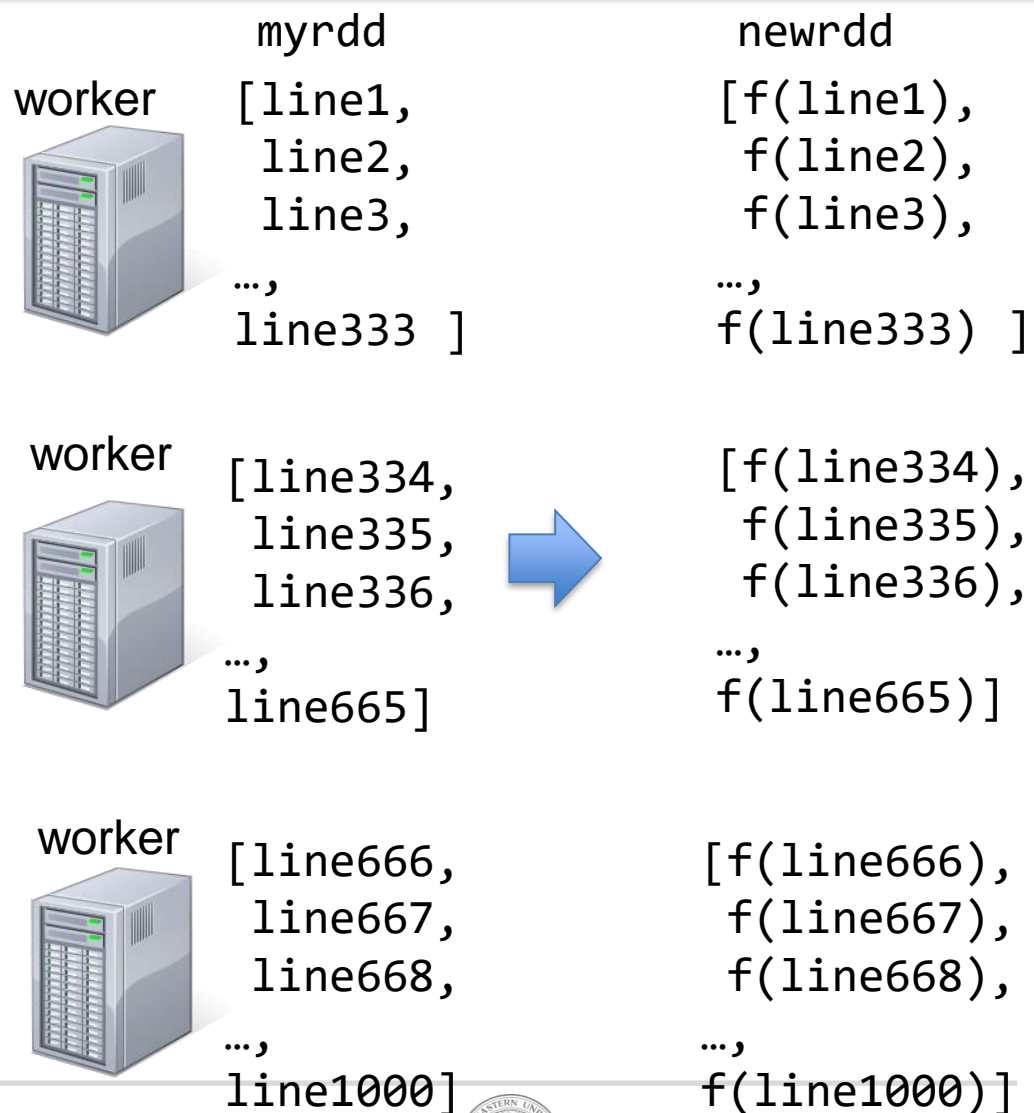 myrdd newrdd
worker [line1, [f(line1),
line2, f(line2),
line3, f(line3),
…, …,
line333 ] f(line333) ]
worker [line334, [f(line334),
line335, f(line335),
line336, f(line336),
…, …,
line665] f(line665)]
worker [line666, [f(line666),
line667, f(line667),
line668, f(line668),
…, …,
line1000] f(line1000)]